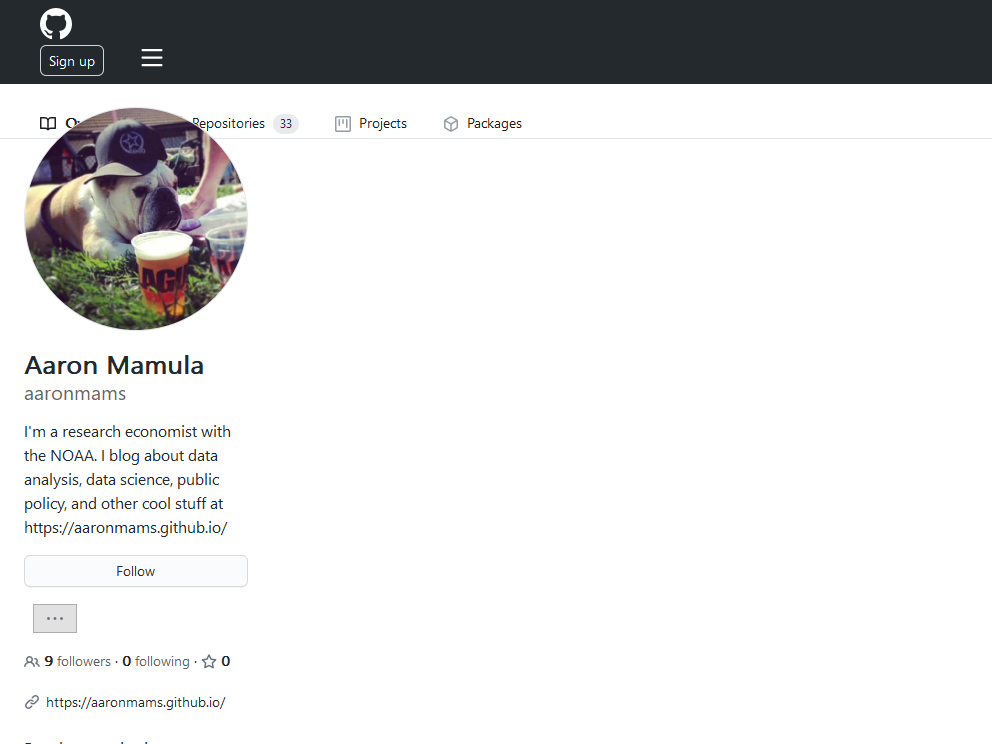 Sign up
Repositories 33 Projects Packages
AGU
Aaron Mamula
aaronmams
I'm a research economist with
the NOAA. I blog about data
analysis, data science, public
policy, and other cool stuff at
https://aaronmams.github.io/
Follow
...
9 followers · 0 following · 0
https://aaronmams.github.io/